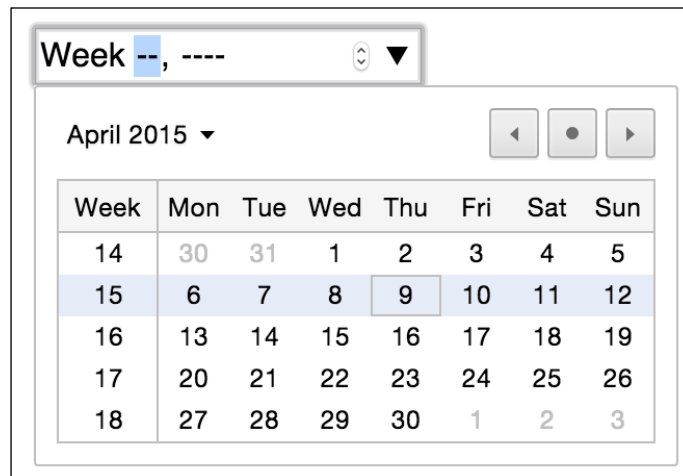 Week --, ----
April 2015
Week Mon Tue Wed Thu Fri Sat Sun
14 30 31 1 2 3 4 5
15 6 7 8 9 10 11 12
16 13 14 15 16 17 18 19
17 20 21 22 23 24 25 26
18 27 28 29 30 1 2 3